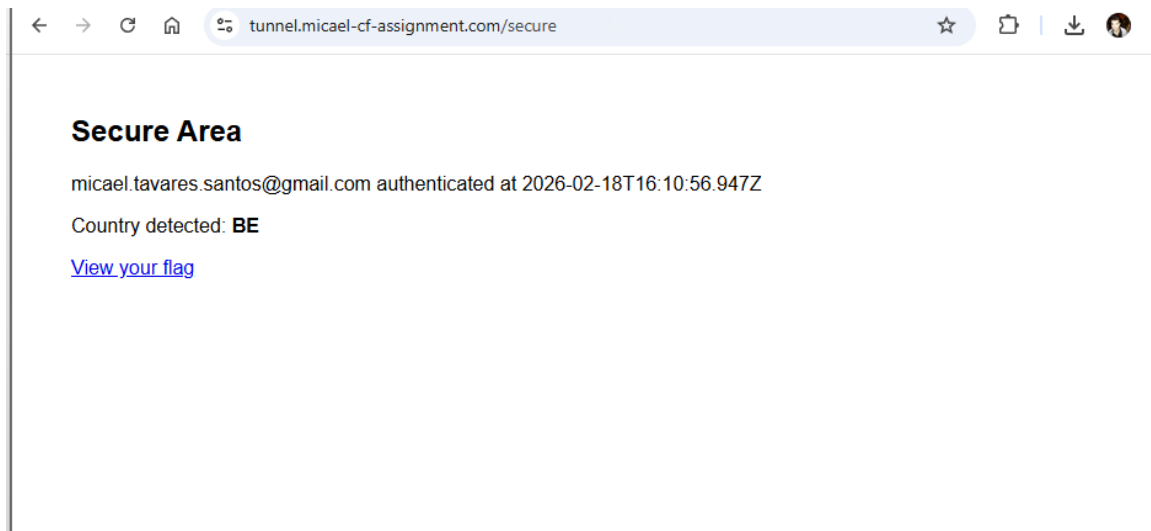 tunnel.micael-cf-assignment.com/secure
Secure Area
micael.tavares.santos@gmail.com authenticated at 2026-02-18T16:10:56.947Z
Country detected: BE
View your flag